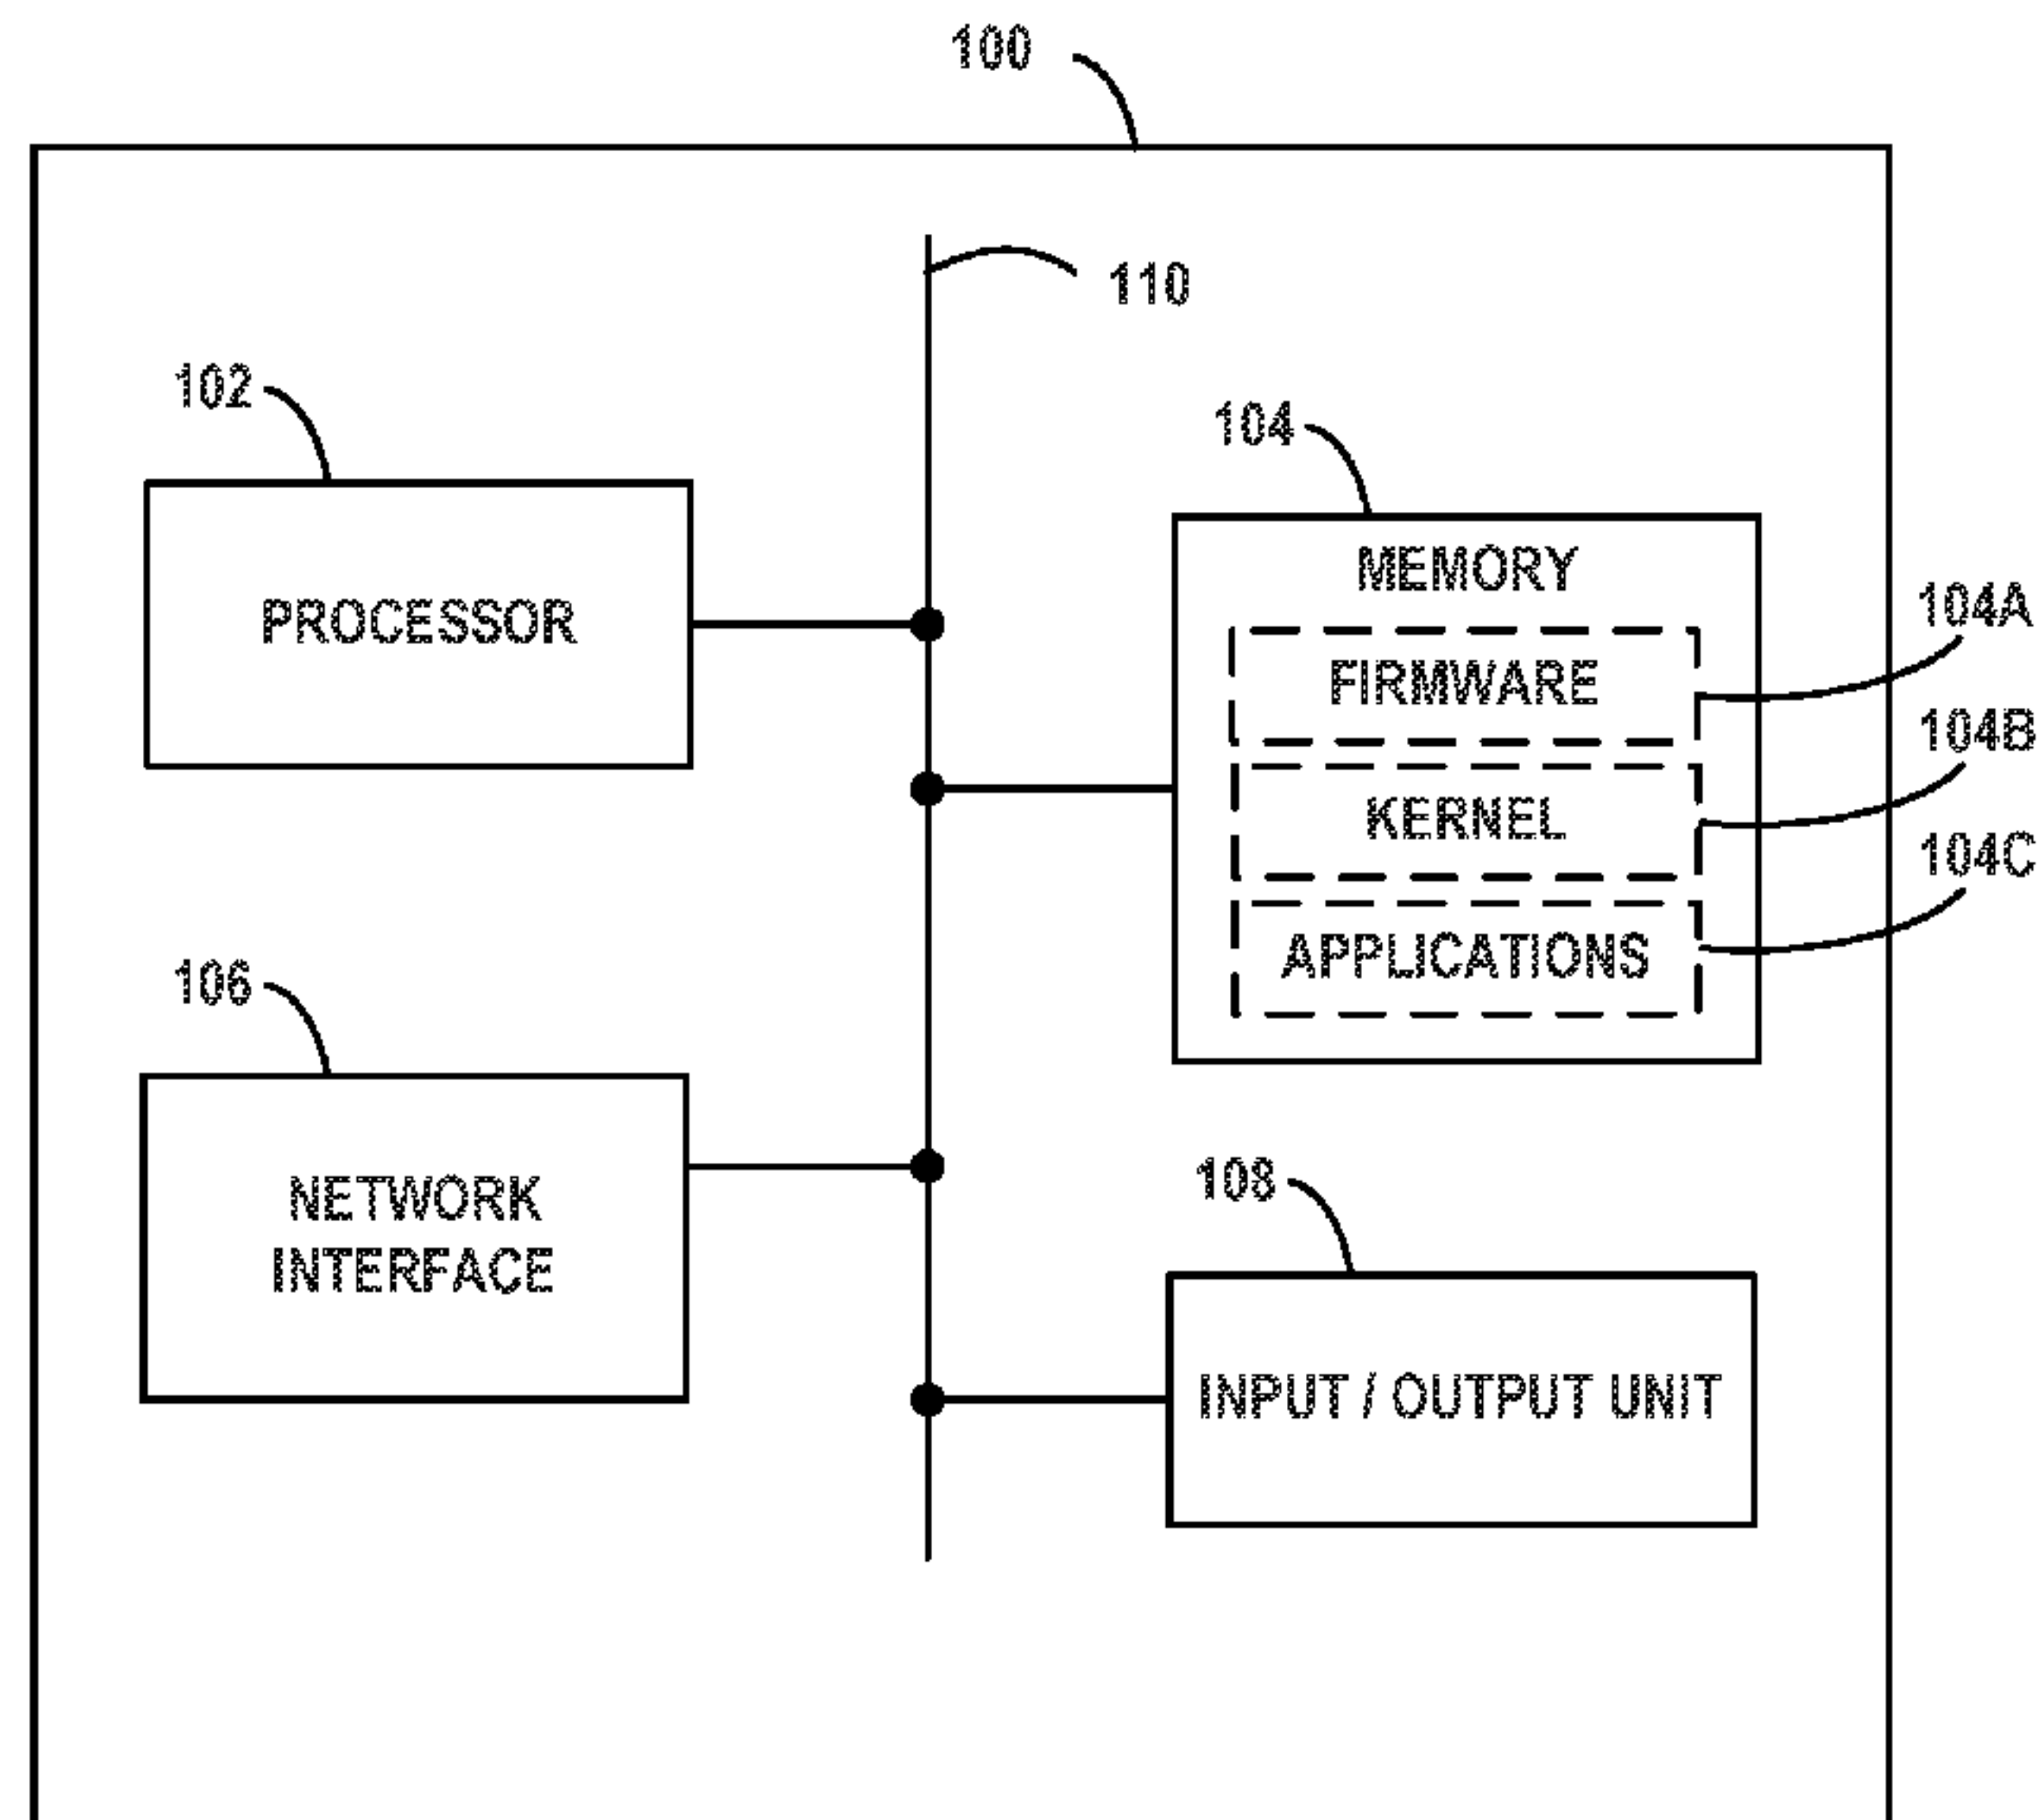 100
110
102
104
MEMORY
PROCESSOR
FIRMWARE
104A
KERNEL
104B
APPLICATIONS
104C
106
NETWORK
INTERFACE
108
INPUT / OUTPUT UNIT